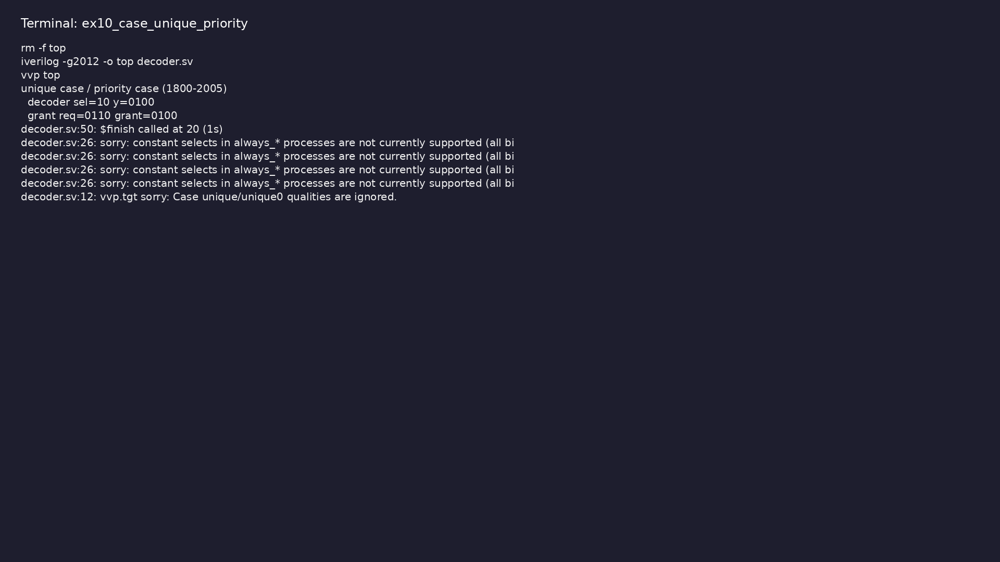 Terminal: ex10_case_unique_priority
rm -f top
iverilog -g2012 -o top decoder.sv
vvp top
unique case / priority case (1800-2005)
decoder sel=10 y=0100
grant req=0110 grant=0100
decoder.sv:50: $finish called at 20 (1s)
decoder.sv:26: sorry: constant selects in always_* processes are not currently supported (all bi
decoder.sv:26: sorry: constant selects in always_* processes are not currently supported (all bi
decoder.sv:26: sorry: constant selects in always_* processes are not currently supported (all bi
decoder.sv:26: sorry: constant selects in always_* processes are not currently supported (all bi
decoder.sv:12: vvp.tgt sorry: Case unique/unique0 qualities are ignored.